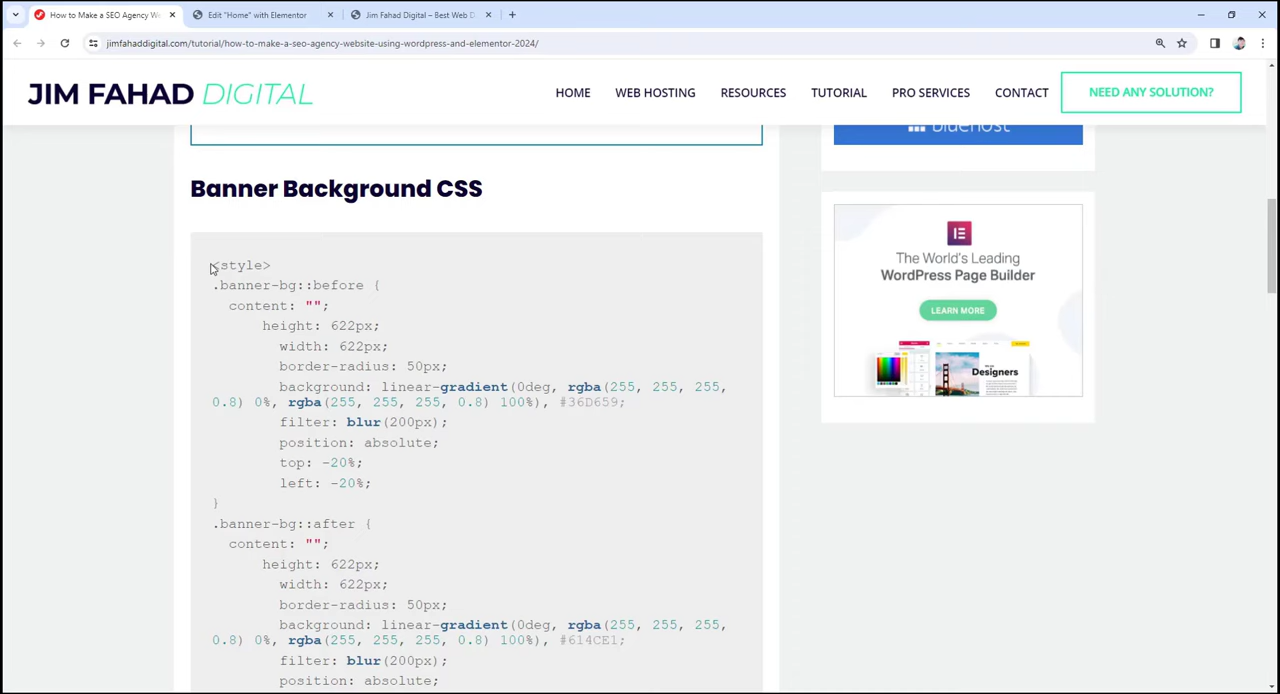 How to Make a SEO Agency We
Edit "Home" with Elementor
Jim Fahad Digital – Best Web D
jimfahaddigital.com/tutorial/how-to-make-a-seo-agency-website-using-wordpress-and-elementor-2024/
JIM FAHAD DIGITAL
HOME
WEB HOSTING
RESOURCES
TUTORIAL
PRO SERVICES
CONTACT
NEED ANY SOLUTION?
bluehost
Banner Background CSS
<style>
.banner-bg::before {
content: "";
height: 622px;
width: 622px;
border-radius: 50px;
background: linear-gradient(0deg, rgba(255, 255, 255,
0.8) 0%, rgba(255, 255, 255, 0.8) 100%), #36D659;
filter: blur(200px);
position: absolute;
top: -20%;
left: -20%;
}
.banner-bg::after {
content: "";
height: 622px;
width: 622px;
border-radius: 50px;
background: linear-gradient(0deg, rgba(255, 255, 255,
0.8) 0%, rgba(255, 255, 255, 0.8) 100%), #614CE1;
filter: blur(200px);
position: absolute;
The World's Leading
WordPress Page Builder
LEARN MORE
Designers